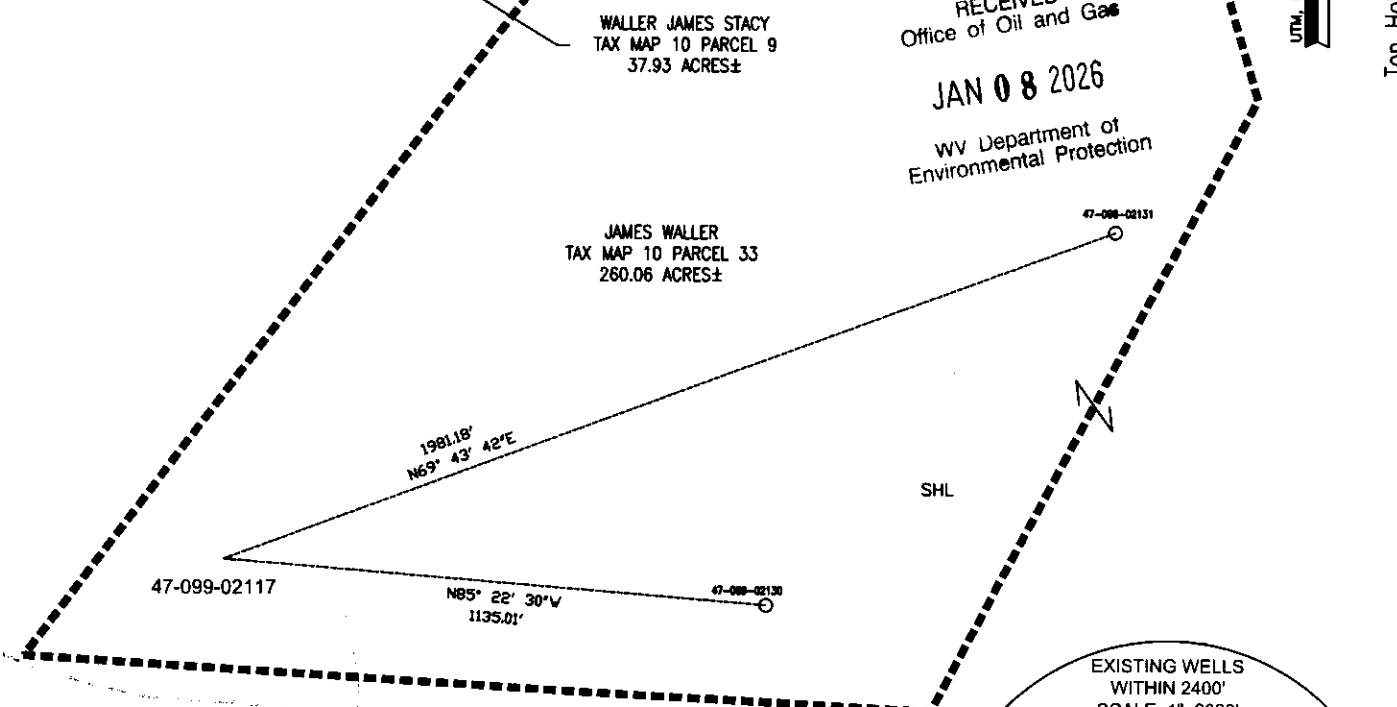 WALLER JAMES STACY
TAX MAP 10 PARCEL 9
37.93 ACRES±
RECEIVED
Office of Oil and Gas
JAN 08 2026
WV Department of
Environmental Protection
UTM,
JAMES WALLER
TAX MAP 10 PARCEL 33
260.06 ACRES±
1981.18'
N69° 43' 42"E
SHL
47-099-02117
N85° 22' 30"W
1135.01'
EXISTING WELLS
WITHIN 2400'